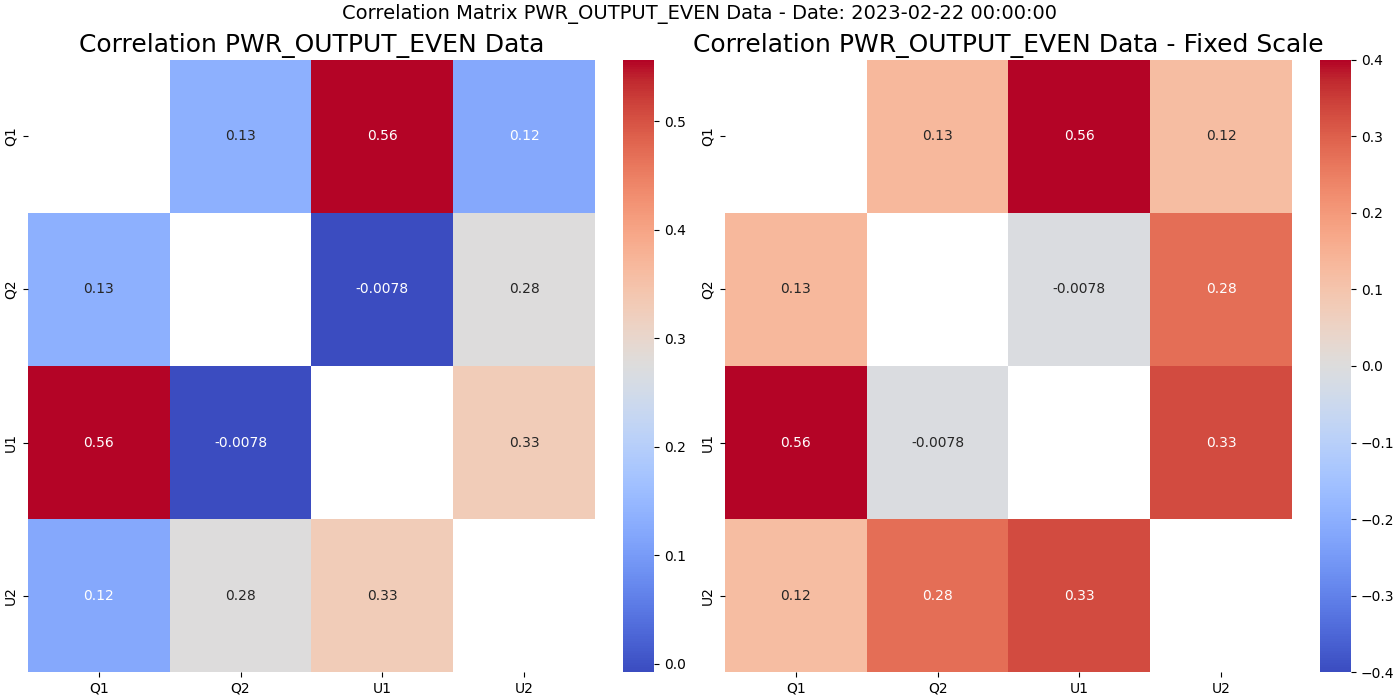 Correlation Matrix PWR_OUTPUT_EVEN Data - Date: 2023-02-22 00:00:00
Correlation PWR_OUTPUT_EVEN Data
Q1
0.13
0.56
0.12
Q2
0.13
-0.0078
0.28
U1
0.56
-0.0078
0.33
U2
0.12
0.28
0.33
Q1
Q2
U1
U2
0.5
0.4
0.3
0.2
0.1
0.0
Correlation PWR_OUTPUT_EVEN Data - Fixed Scale
Q1
0.13
0.56
0.12
Q2
0.13
-0.0078
0.28
U1
0.56
-0.0078
0.33
U2
0.12
0.28
0.33
Q1
Q2
U1
U2
0.4
0.3
0.2
0.1
0.0
−0.1
−0.2
−0.3
−0.4